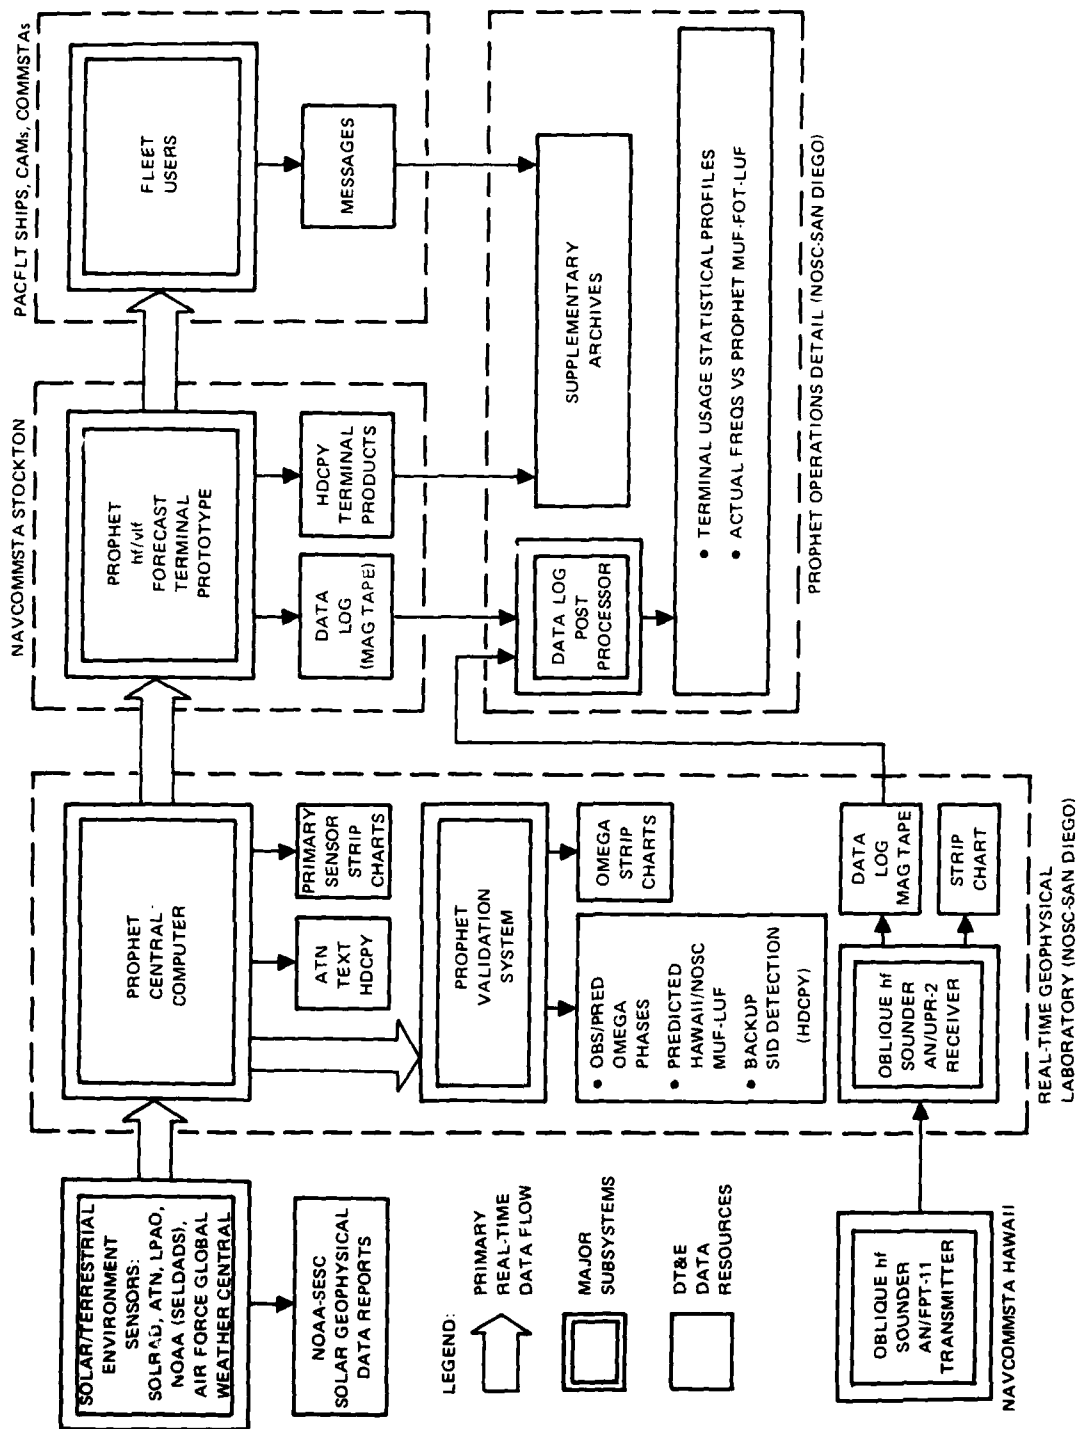 SOLAR/TERRESTRIAL
ENVIRONMENT
SENSORS:
SOLRAD, ATN, LPAO,
NOAA (SELDADS),
AIR FORCE GLOBAL
WEATHER CENTRAL
NOAA-SESC
SOLAR GEOPHYSICAL
DATA REPORTS
LEGEND:
PRIMARY
REAL-TIME
DATA FLOW
MAJOR
SUBSYSTEMS
DT&E
DATA
RESOURCES
OBLIQUE hf
SOUNDER
AN/FPT-11
TRANSMITTER
NAVCOMMSTA HAWAII
PROPHET
CENTRAL
COMPUTER
ATN
TEXT
HDCPY
PRIMARY
SENSOR
STRIP
CHARTS
PROPHET
VALIDATION
SYSTEM
• OBS/PRED
OMEGA
PHASES
• PREDICTED
HAWAII/NOSC
MUF-LUF
• BACKUP
SID DETECTION
(HDCPY)
OMEGA
STRIP
CHARTS
OBLIQUE hf
SOUNDER
AN/UPR-2
RECEIVER
DATA
LOG
MAG TAPE
STRIP
CHART
REAL-TIME GEOPHYSICAL
LABORATORY (NOSC-SAN DIEGO)
NAVCOMMSTA STOCKTON
PROPHET
hf/vlf
FORECAST
TERMINAL
PROTOTYPE
DATA
LOG
(MAG TAPE)
HDCPY
TERMINAL
PRODUCTS
PACFLT SHIPS, CAMs, COMMSTAs
FLEET
USERS
MESSAGES
DATA LOG
POST
PROCESSOR
SUPPLEMENTARY
ARCHIVES
• TERMINAL USAGE STATISTICAL PROFILES
• ACTUAL FREQS VS PROPHET MUF-FOT-LUF
PROPHET OPERATIONS DETAIL (NOSC-SAN DIEGO)